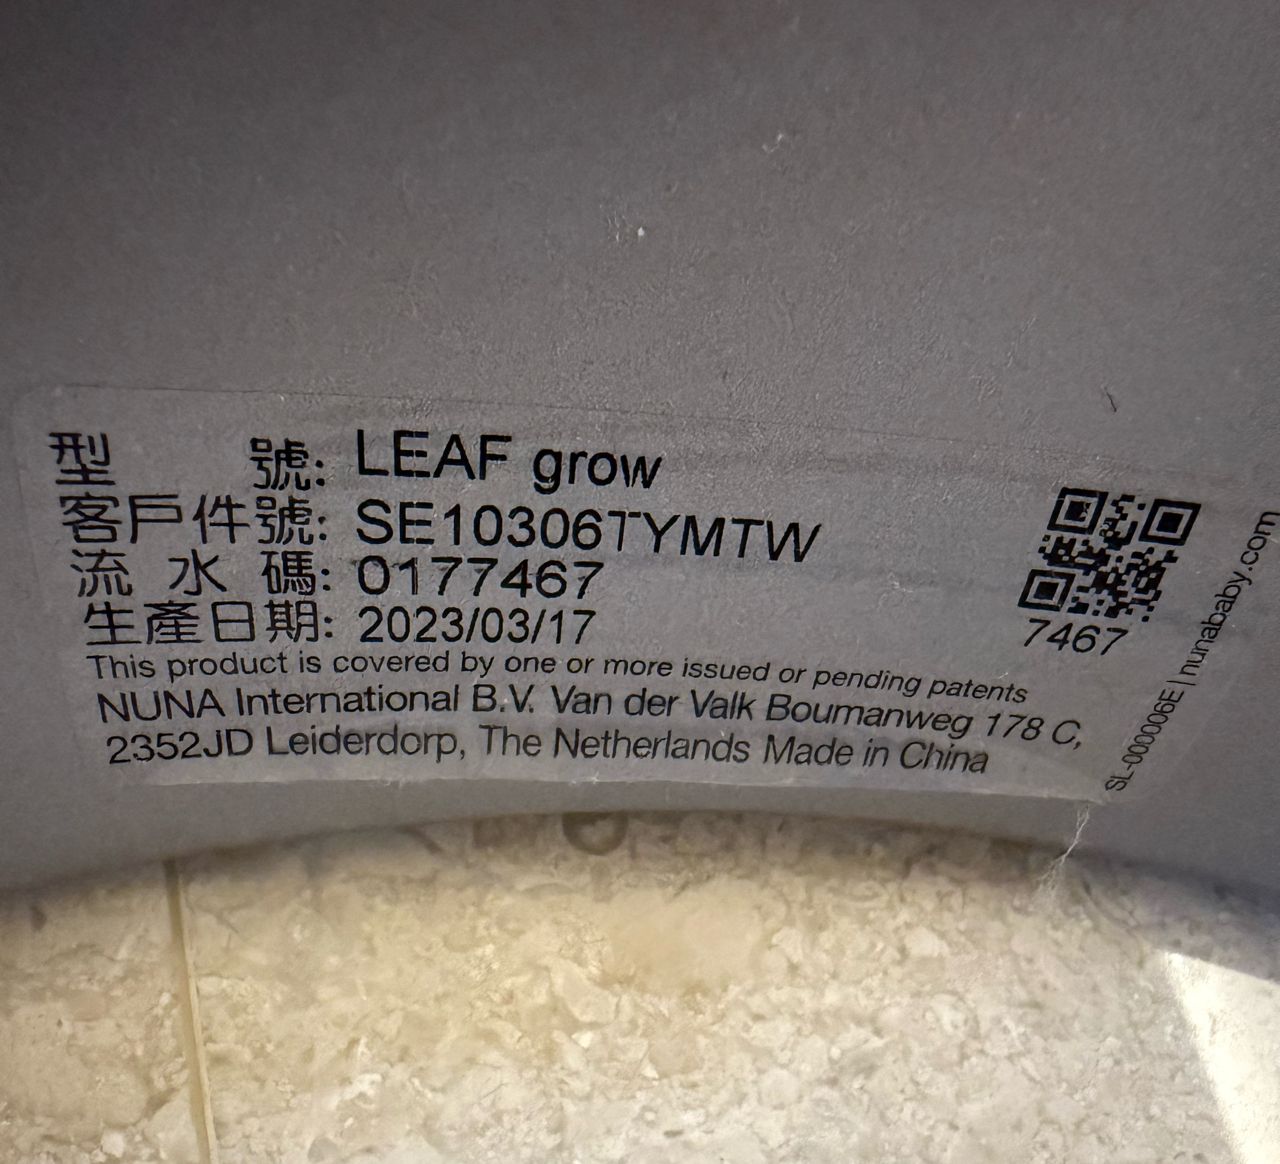 型 號: LEAF grow
客戶件號: SE10306TYMTW
流水碼: 0177467
生產日期: 2023/03/17
This product is covered by one or more issued or pending patents
NUNA International B.V. Van der Valk Boumanweg 178 C,
2352JD Leiderdorp, The Netherlands Made in China
7467
SL-000006E | nunababy.com